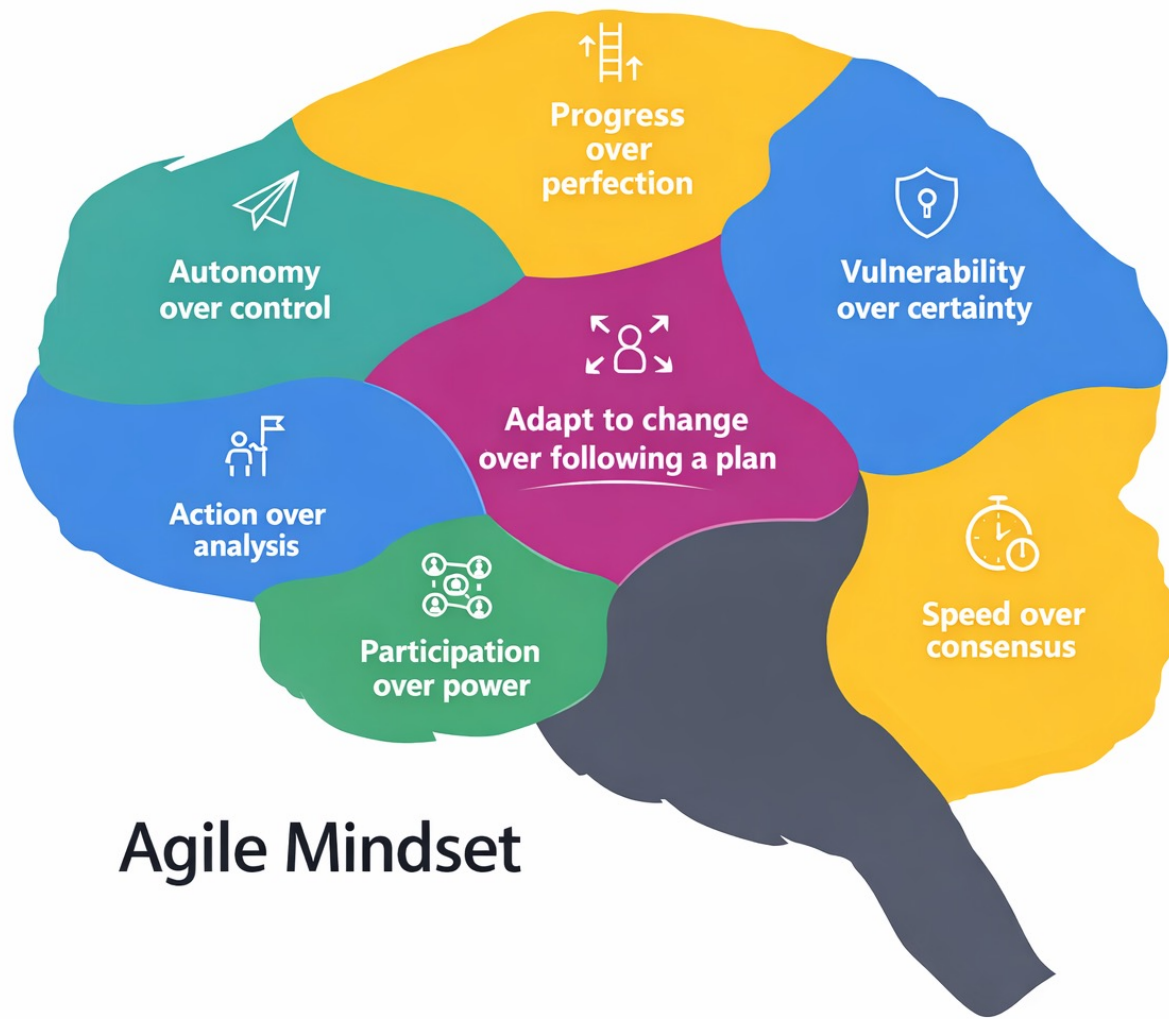 Progress
over
perfection
Autonomy
over control
Vulnerability
over certainty
Adapt to change
over following a plan
Action over
analysis
Participation
over power
Speed over
consensus
Agile Mindset